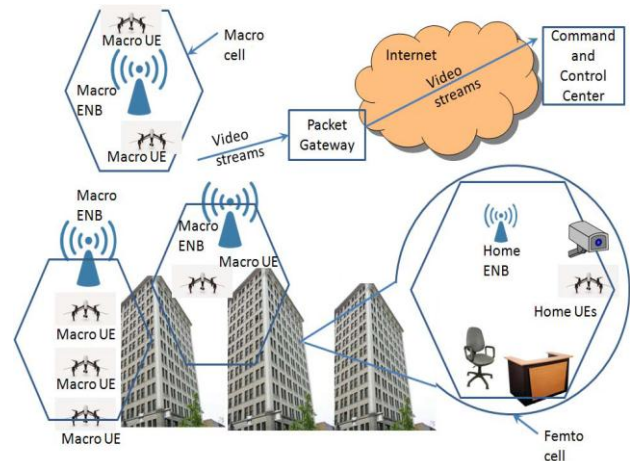 Macro UE
Macro
ENB
Macro UE
Macro
cell
Video
streams
Packet
Gateway
Internet
Video
streams
Command
and
Control
Center
Macro
ENB
Macro UE
Macro UE
Macro UE
Macro
ENB
Macro UE
Home
ENB
Home UEs
Femto
cell